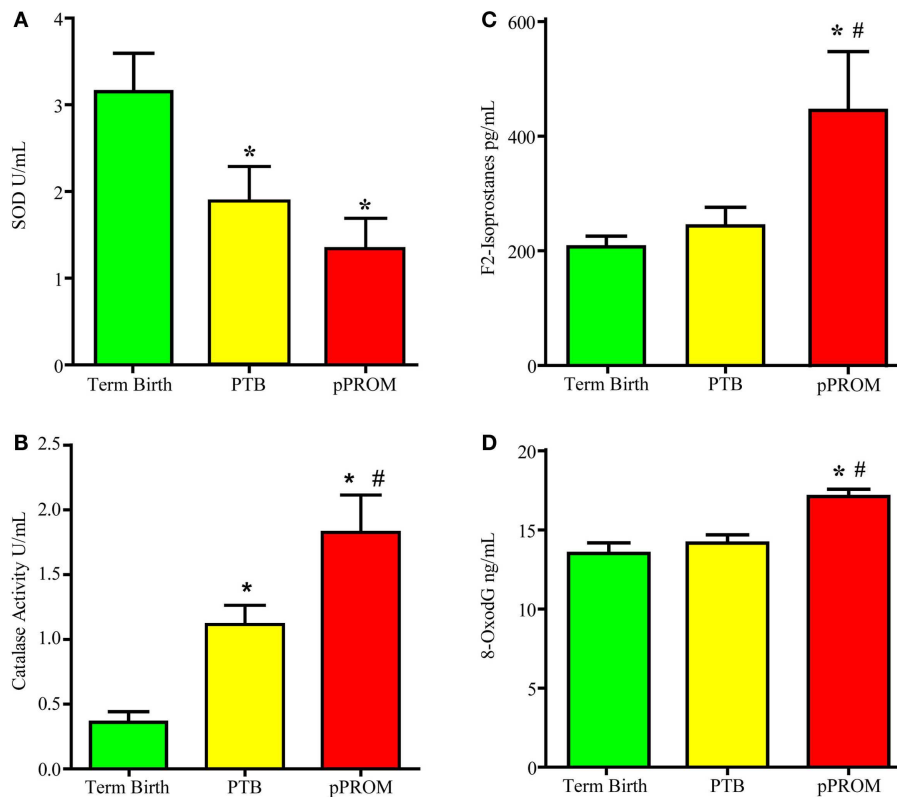 A
SOD U/mL
4
3
2
1
0
*
*
Term Birth
PTB
pPROM
B
Catalase Activity U/mL
2.5
2.0
1.5
1.0
0.5
0.0
*
* #
Term Birth
PTB
pPROM
C
F2-Isoprostanes pg/mL
600
400
200
0
* #
Term Birth
PTB
pPROM
D
8-OxodG ng/mL
20
15
10
5
0
* #
Term Birth
PTB
pPROM